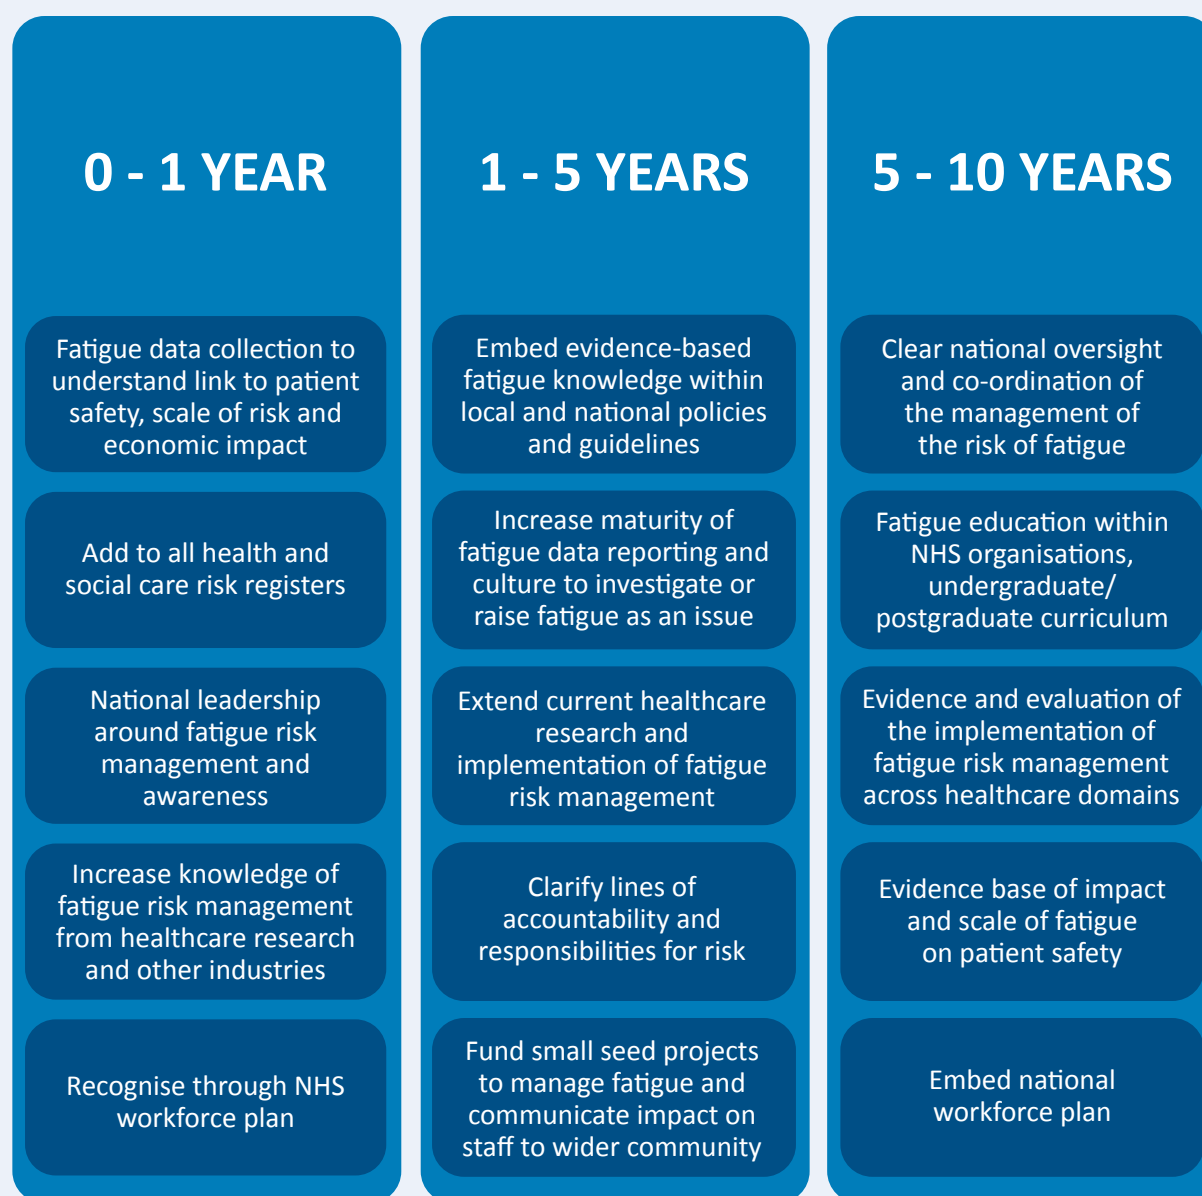 0 - 1 YEAR
Fatigue data collection to
understand link to patient
safety, scale of risk and
economic impact
Add to all health and
social care risk registers
National leadership
around fatigue risk
management and
awareness
Increase knowledge of
fatigue risk management
from healthcare research
and other industries
Recognise through NHS
workforce plan
1 - 5 YEARS
Embed evidence-based
fatigue knowledge within
local and national policies
and guidelines
Increase maturity of
fatigue data reporting and
culture to investigate or
raise fatigue as an issue
Extend current healthcare
research and
implementation of fatigue
risk management
Clarify lines of
accountability and
responsibilities for risk
Fund small seed projects
to manage fatigue and
communicate impact on
staff to wider community
5 - 10 YEARS
Clear national oversight
and co-ordination of
the management of
the risk of fatigue
Fatigue education within
NHS organisations,
undergraduate/
postgraduate curriculum
Evidence and evaluation of
the implementation of
fatigue risk management
across healthcare domains
Evidence base of impact
and scale of fatigue
on patient safety
Embed national
workforce plan